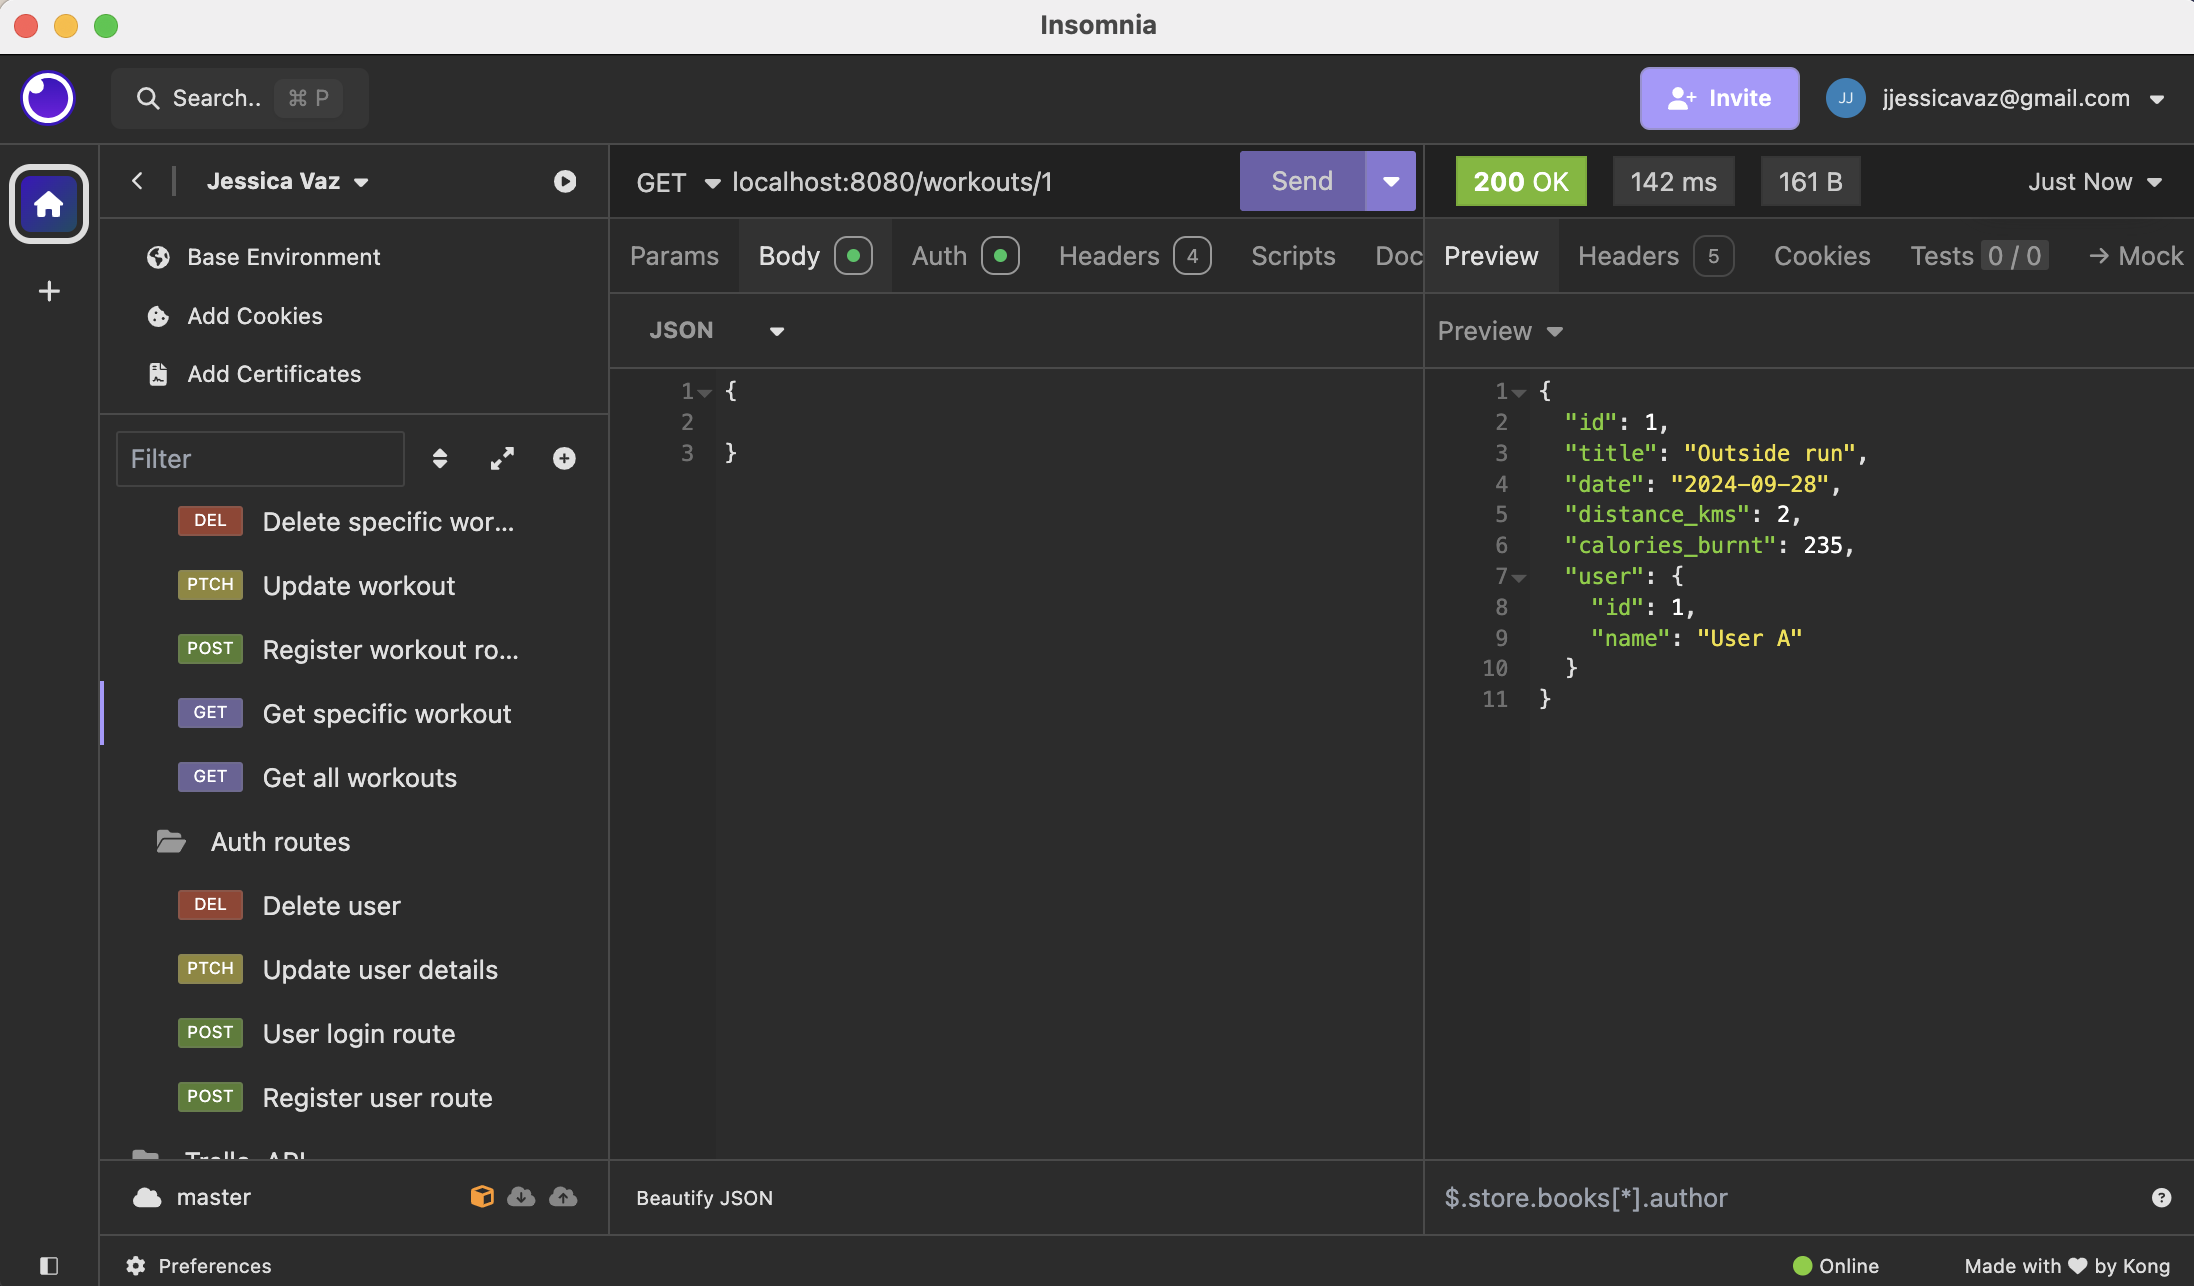 Insomnia
Search..
⌘ P
Invite
JJ
jjessicavaz@gmail.com
Jessica Vaz
Base Environment
Add Cookies
Add Certificates
Filter
DEL Delete specific wor...
PTCH Update workout
POST Register workout ro...
GET Get specific workout
GET Get all workouts
Auth routes
DEL Delete user
PTCH Update user details
POST User login route
POST Register user route
master
Preferences
GET localhost:8080/workouts/1
Send
Params Body Auth Headers 4 Scripts Doc
JSON
1 {
2
3 }
Beautify JSON
200 OK 142 ms 161 B Just Now
Preview Headers 5 Cookies Tests 0 / 0 → Mock
Preview
1 {
2 "id": 1,
3 "title": "Outside run",
4 "date": "2024-09-28",
5 "distance_kms": 2,
6 "calories_burnt": 235,
7 "user": {
8 "id": 1,
9 "name": "User A"
10 }
11 }
$.store.books[*].author
?
Online
Made with ♥ by Kong